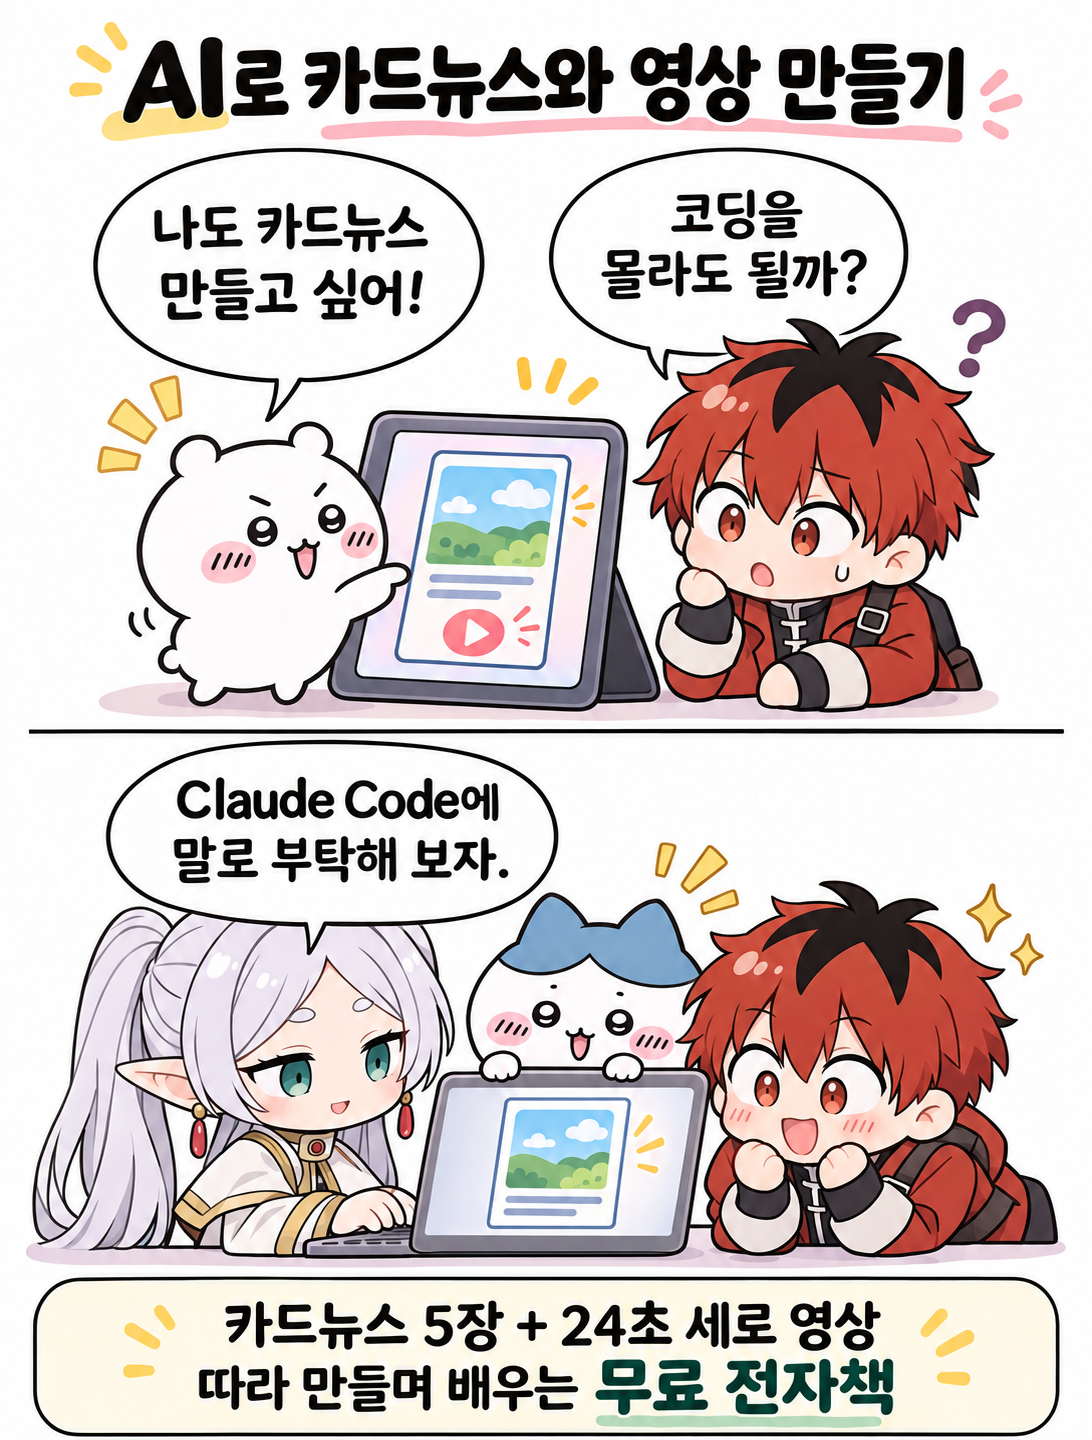 AI로 카드뉴스와 영상 만들기
나도 카드뉴스
만들고 싶어!
코딩을
몰라도 될까?
?
Claude Code에
말로 부탁해 보자.
카드뉴스 5장 + 24초 세로 영상
따라 만들며 배우는 무료 전자책